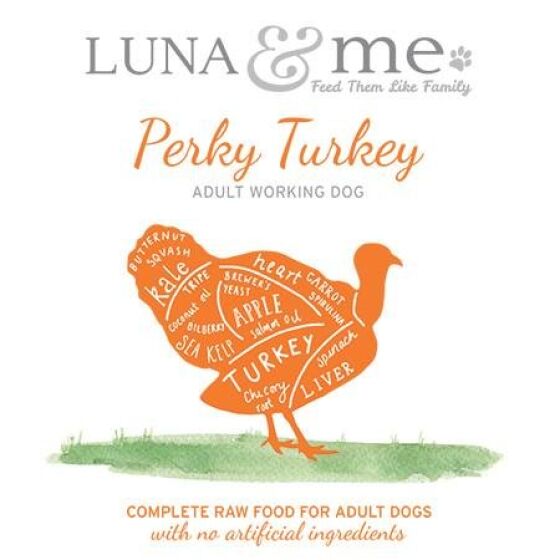 LUNA & me
Feed Them Like Family
Perky Turkey
ADULT WORKING DOG
BUTTERNUT
SQUASH
kale
TRIPE
coconut oil
BILBERRY
SEA KELP
BREWER'S
YEAST
APPLE
salmon oil
heart
CARROT
SPIRULINA
TURKEY
Chicory
root
spinach
LIVER
COMPLETE RAW FOOD FOR ADULT DOGS
with no artificial ingredients